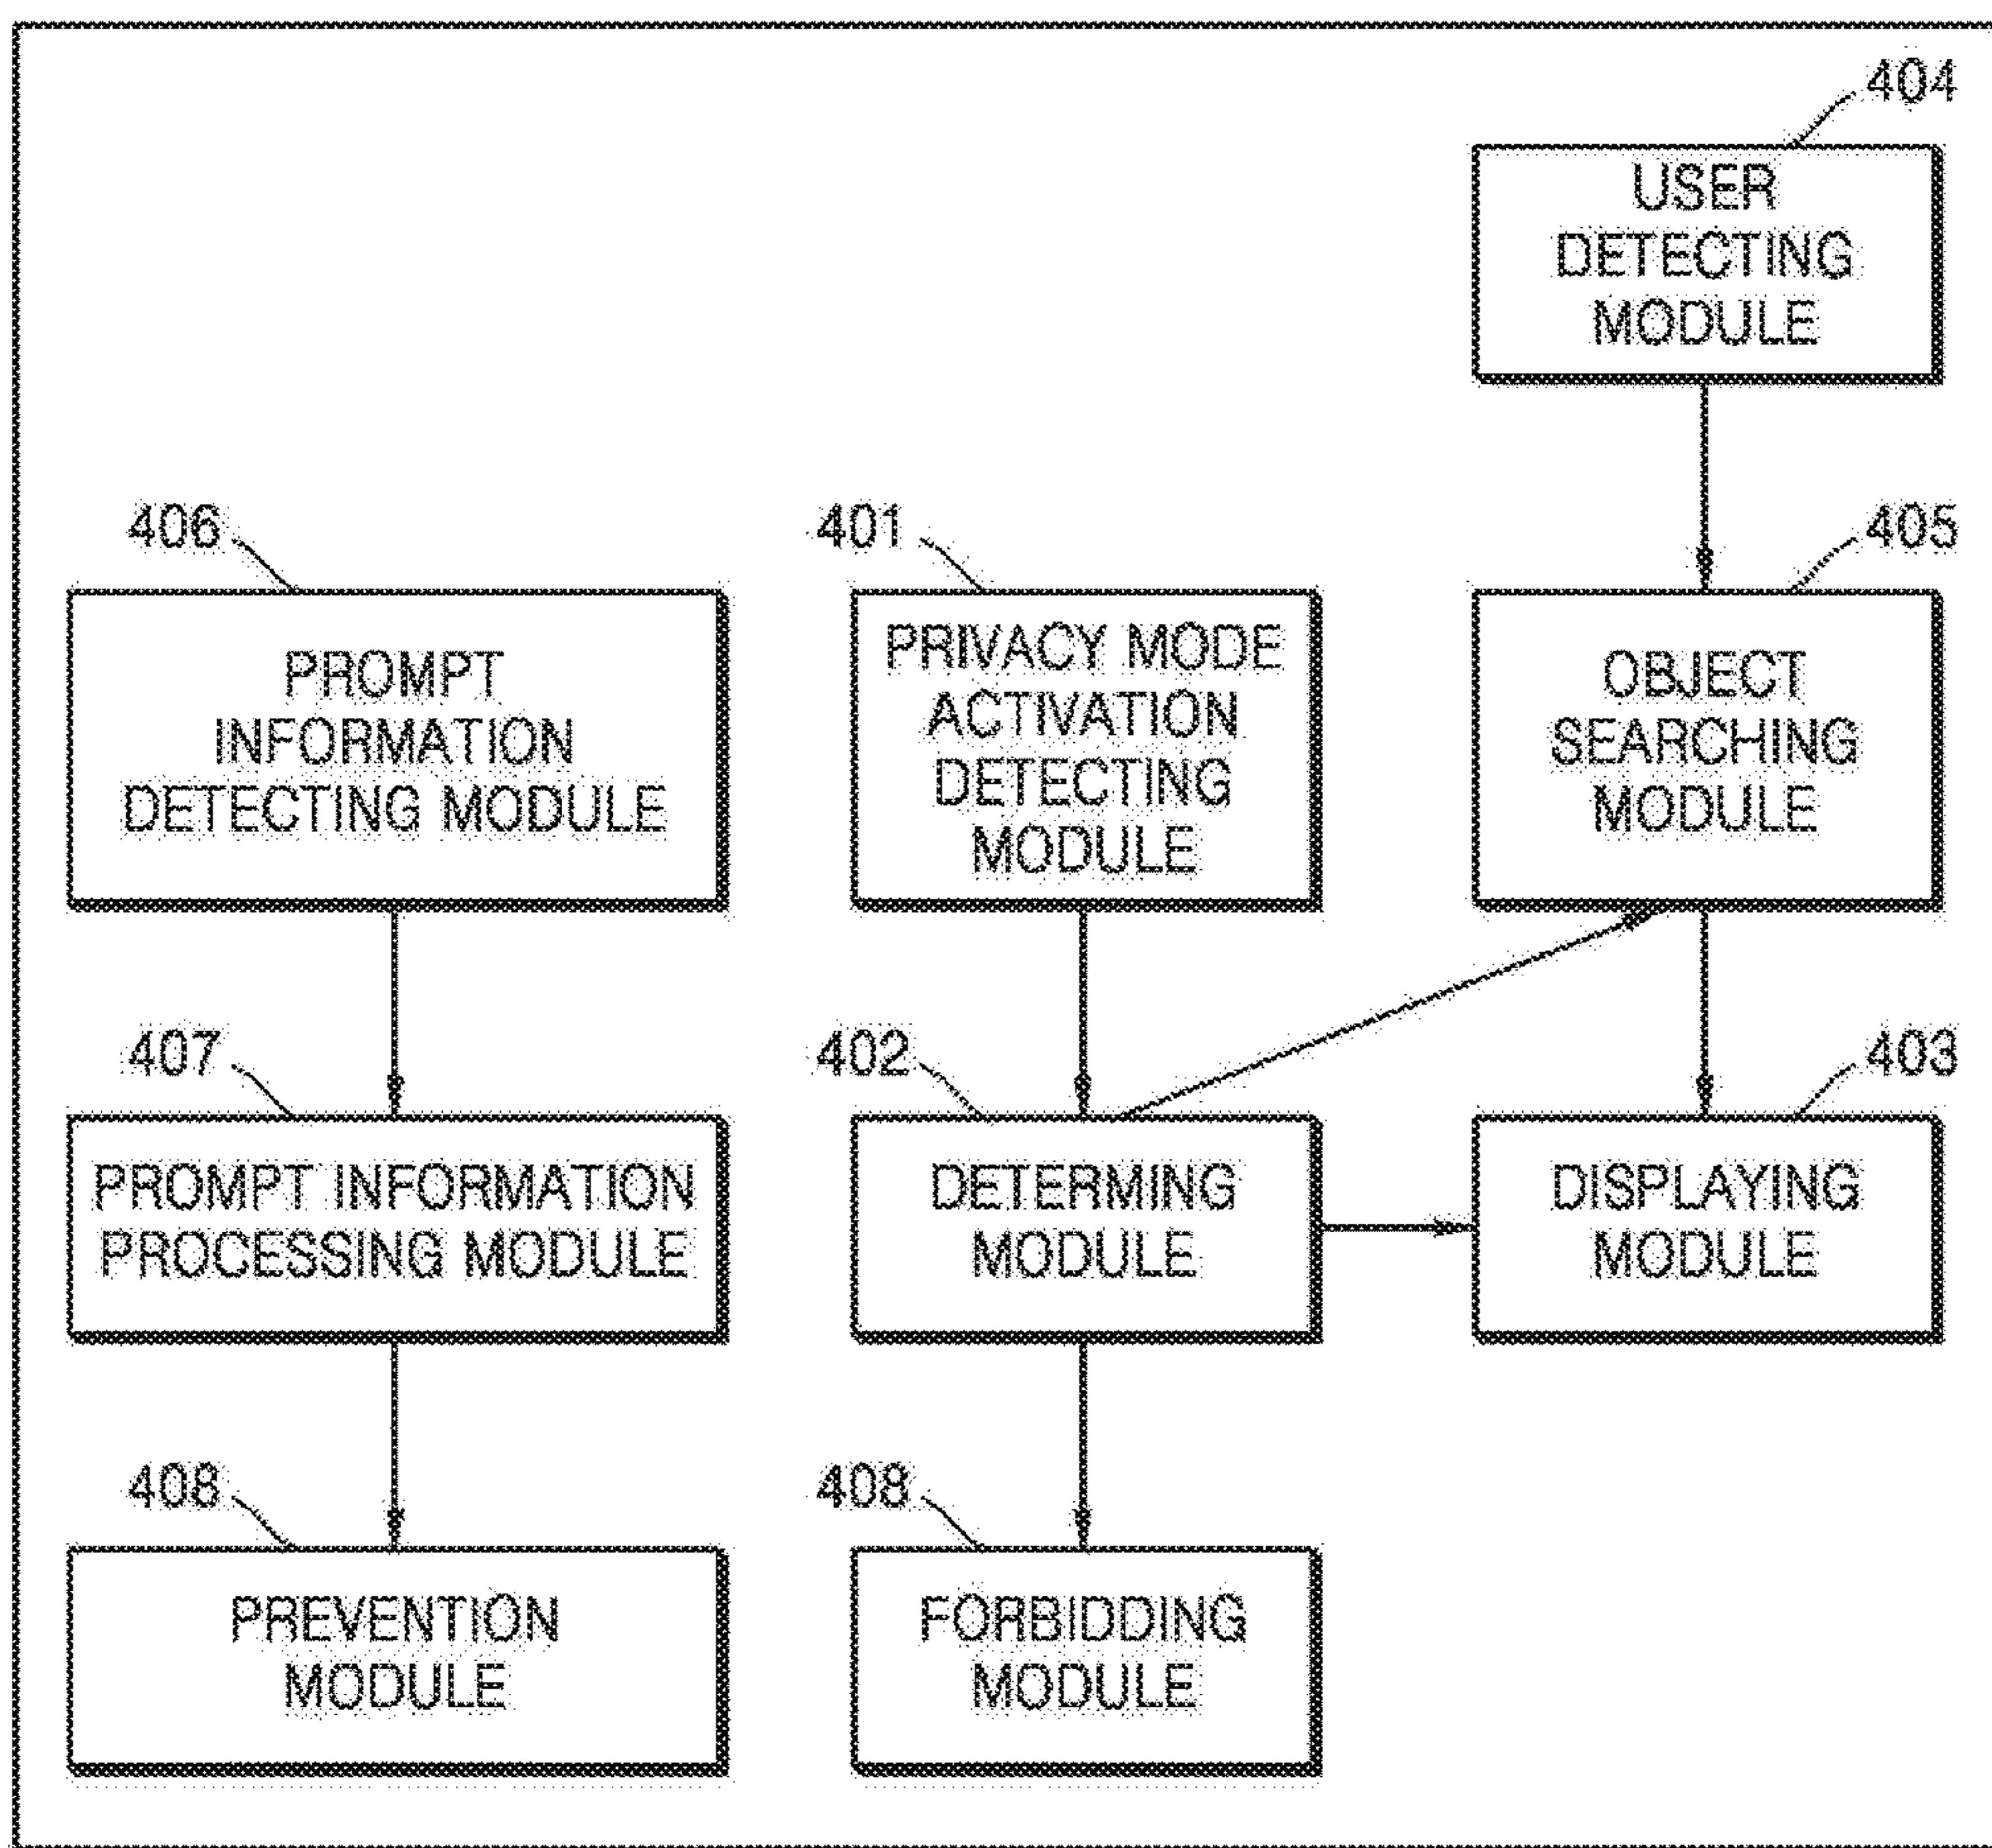 404
USER
DETECTING
MODULE
406
PROMPT
INFORMATION
DETECTING MODULE
401
PRIVACY MODE
ACTIVATION
DETECTING
MODULE
405
OBJECT
SEARCHING
MODULE
407
PROMPT INFORMATION
PROCESSING MODULE
402
DETERMING
MODULE
403
DISPLAYING
MODULE
408
PREVENTION
MODULE
408
FORBIDDING
MODULE